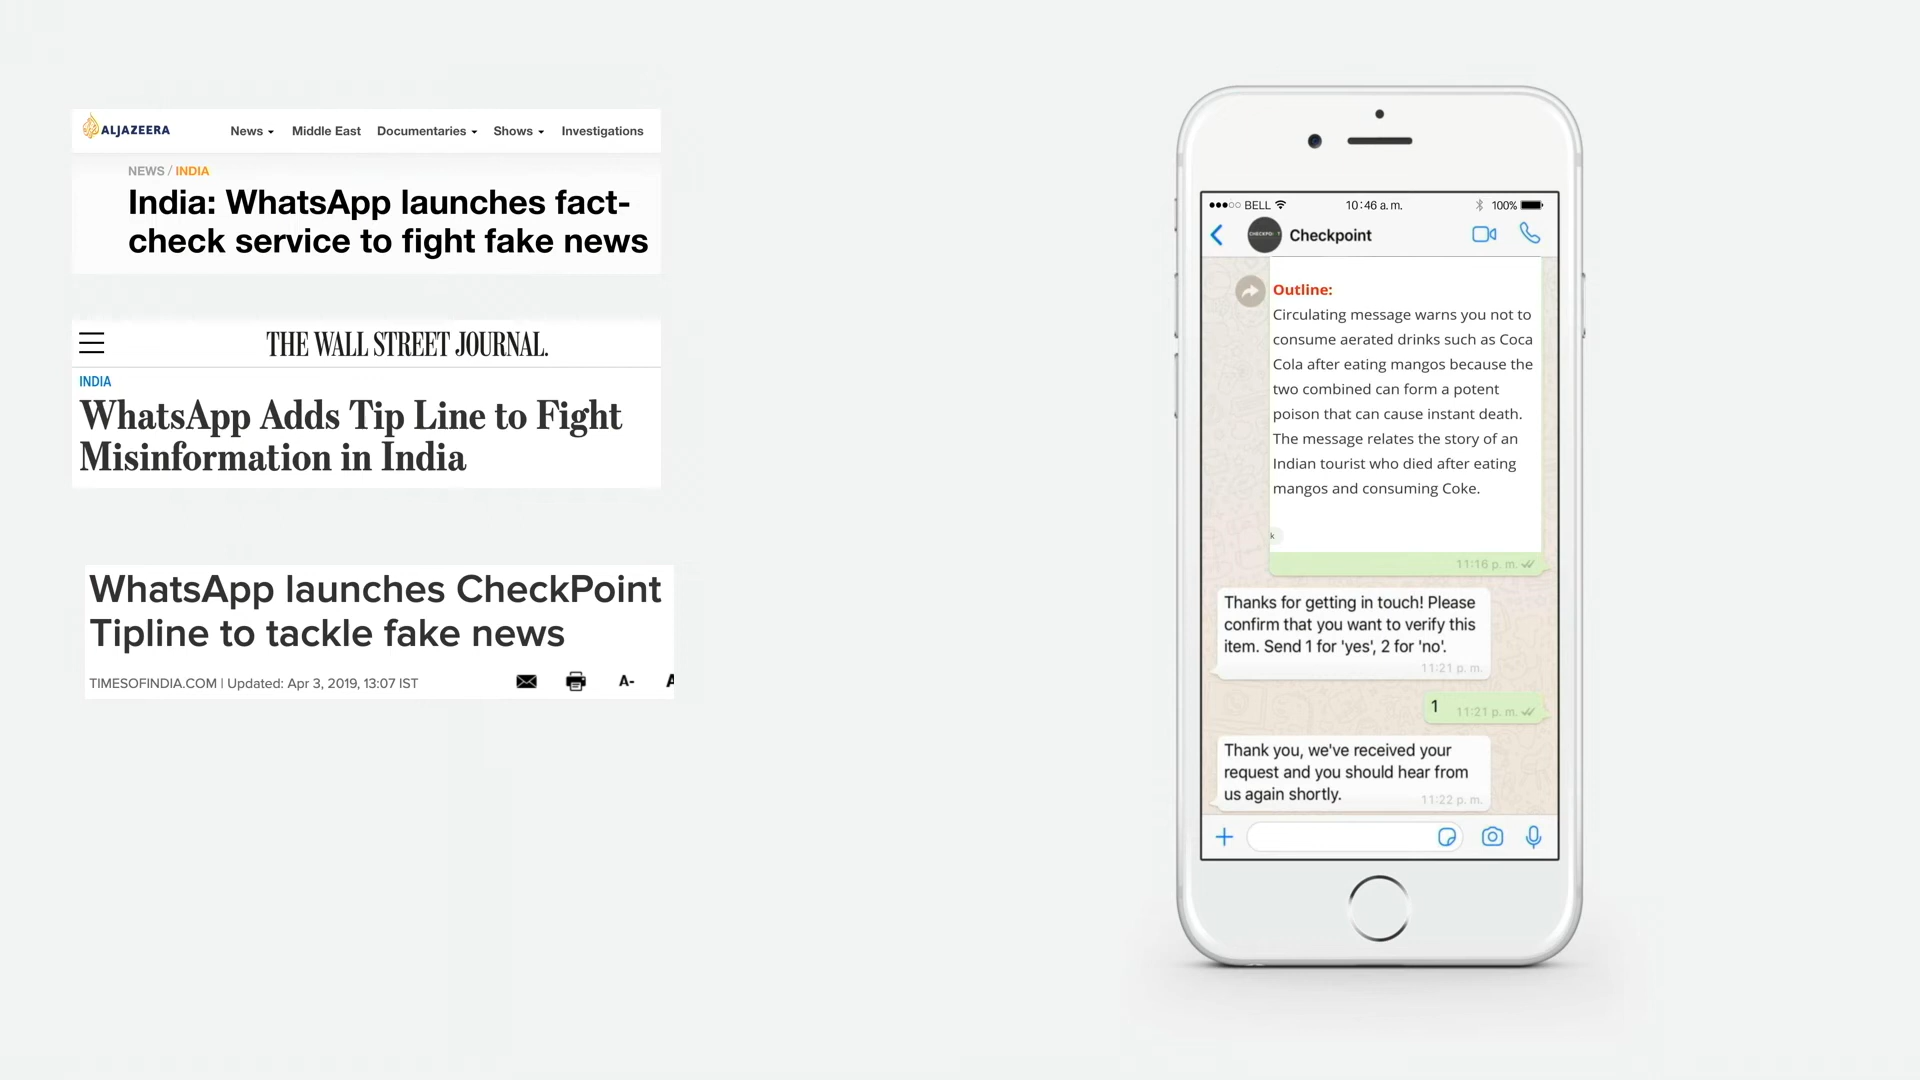 ALJAZEERA
News Middle East Documentaries Shows Investigations
NEWS / INDIA
India: WhatsApp launches fact-
check service to fight fake news
THE WALL STREET JOURNAL.
INDIA
WhatsApp Adds Tip Line to Fight
Misinformation in India
WhatsApp launches CheckPoint
Tipline to tackle fake news
TIMESOFINDIA.COM | Updated: Apr 3, 2019, 13:07 IST
A- A
BELL 10:46 a.m. 100%
Checkpoint
Outline:
Circulating message warns you not to
consume aerated drinks such as Coca
Cola after eating mangos because the
two combined can form a potent
poison that can cause instant death.
The message relates the story of an
Indian tourist who died after eating
mangos and consuming Coke.
k
11:16 p. m.
Thanks for getting in touch! Please
confirm that you want to verify this
item. Send 1 for 'yes', 2 for 'no'.
11:21 p. m.
1 11:21 p. m.
Thank you, we've received your
request and you should hear from
us again shortly.
11:22 p. m.